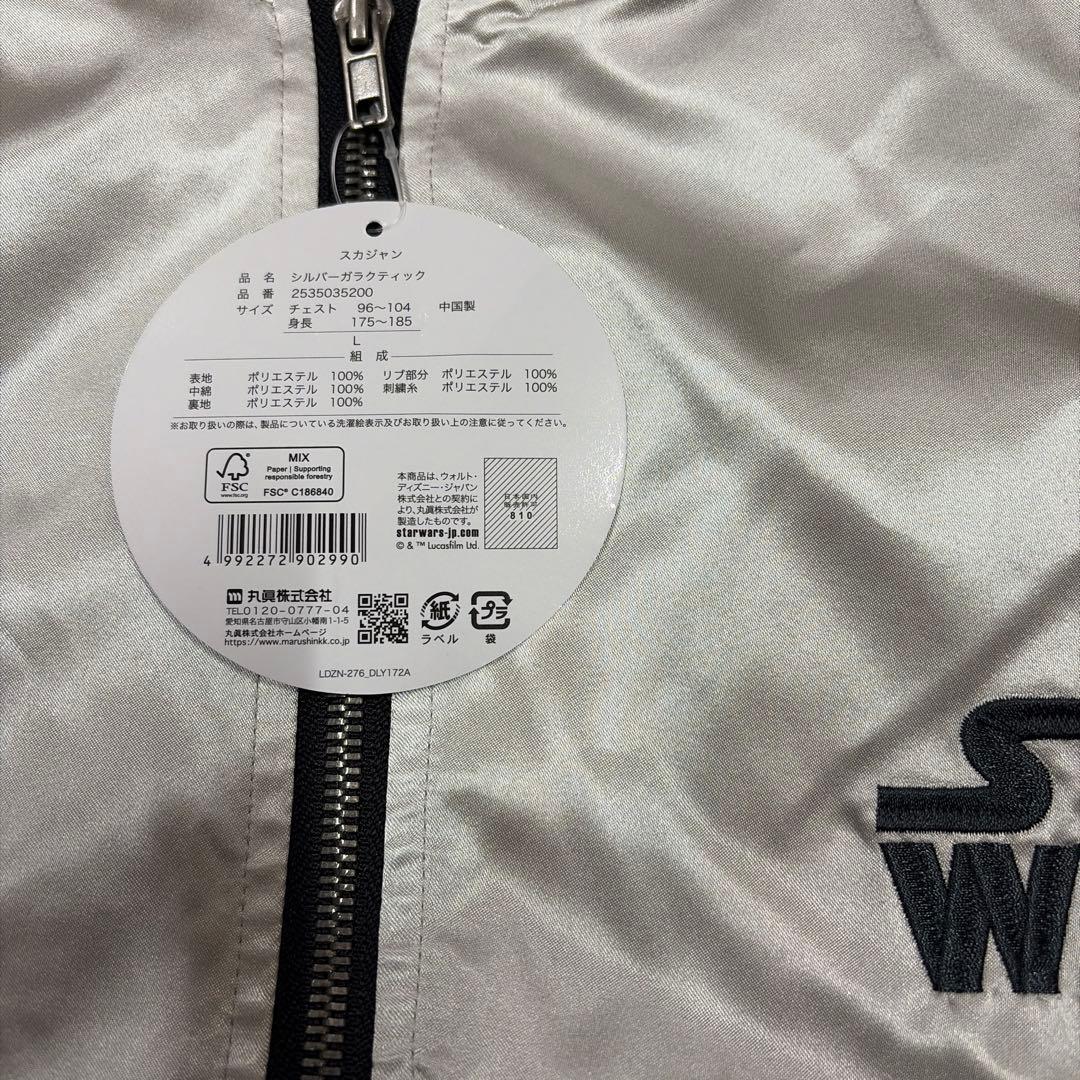 スカジャン
品 名 シルバーガラクティック
品 番 2535035200
サイズ チェスト 96～104 中国製
身長 175～185
L
組 成
表地 ポリエステル 100% リブ部分 ポリエステル 100%
中綿 ポリエステル 100% 刺繍糸 ポリエステル 100%
裏地 ポリエステル 100%
※お取り扱いの際は、製品についている洗濯絵表示及びお取り扱い上の注意に従ってください。
MIX
Paper | Supporting
responsible forestry
FSC
www.fsc.org
FSC® C186840
本商品は、ウォルト・
ディズニー・ジャパン
株式会社との契約に
より、丸眞株式会社が
製造したものです。
starwars-jp.com
© & ™ Lucasfilm Ltd.
日本国内
販売許可
810
4 992272 902990
丸眞株式会社
TEL0120-0777-04
愛知県名古屋市守山区小幡南1-1-5
丸眞株式会社ホームページ
https://www.marushinkk.co.jp
紙
ラベル
プラ
袋
LDZN-276_DLY172A
S
W